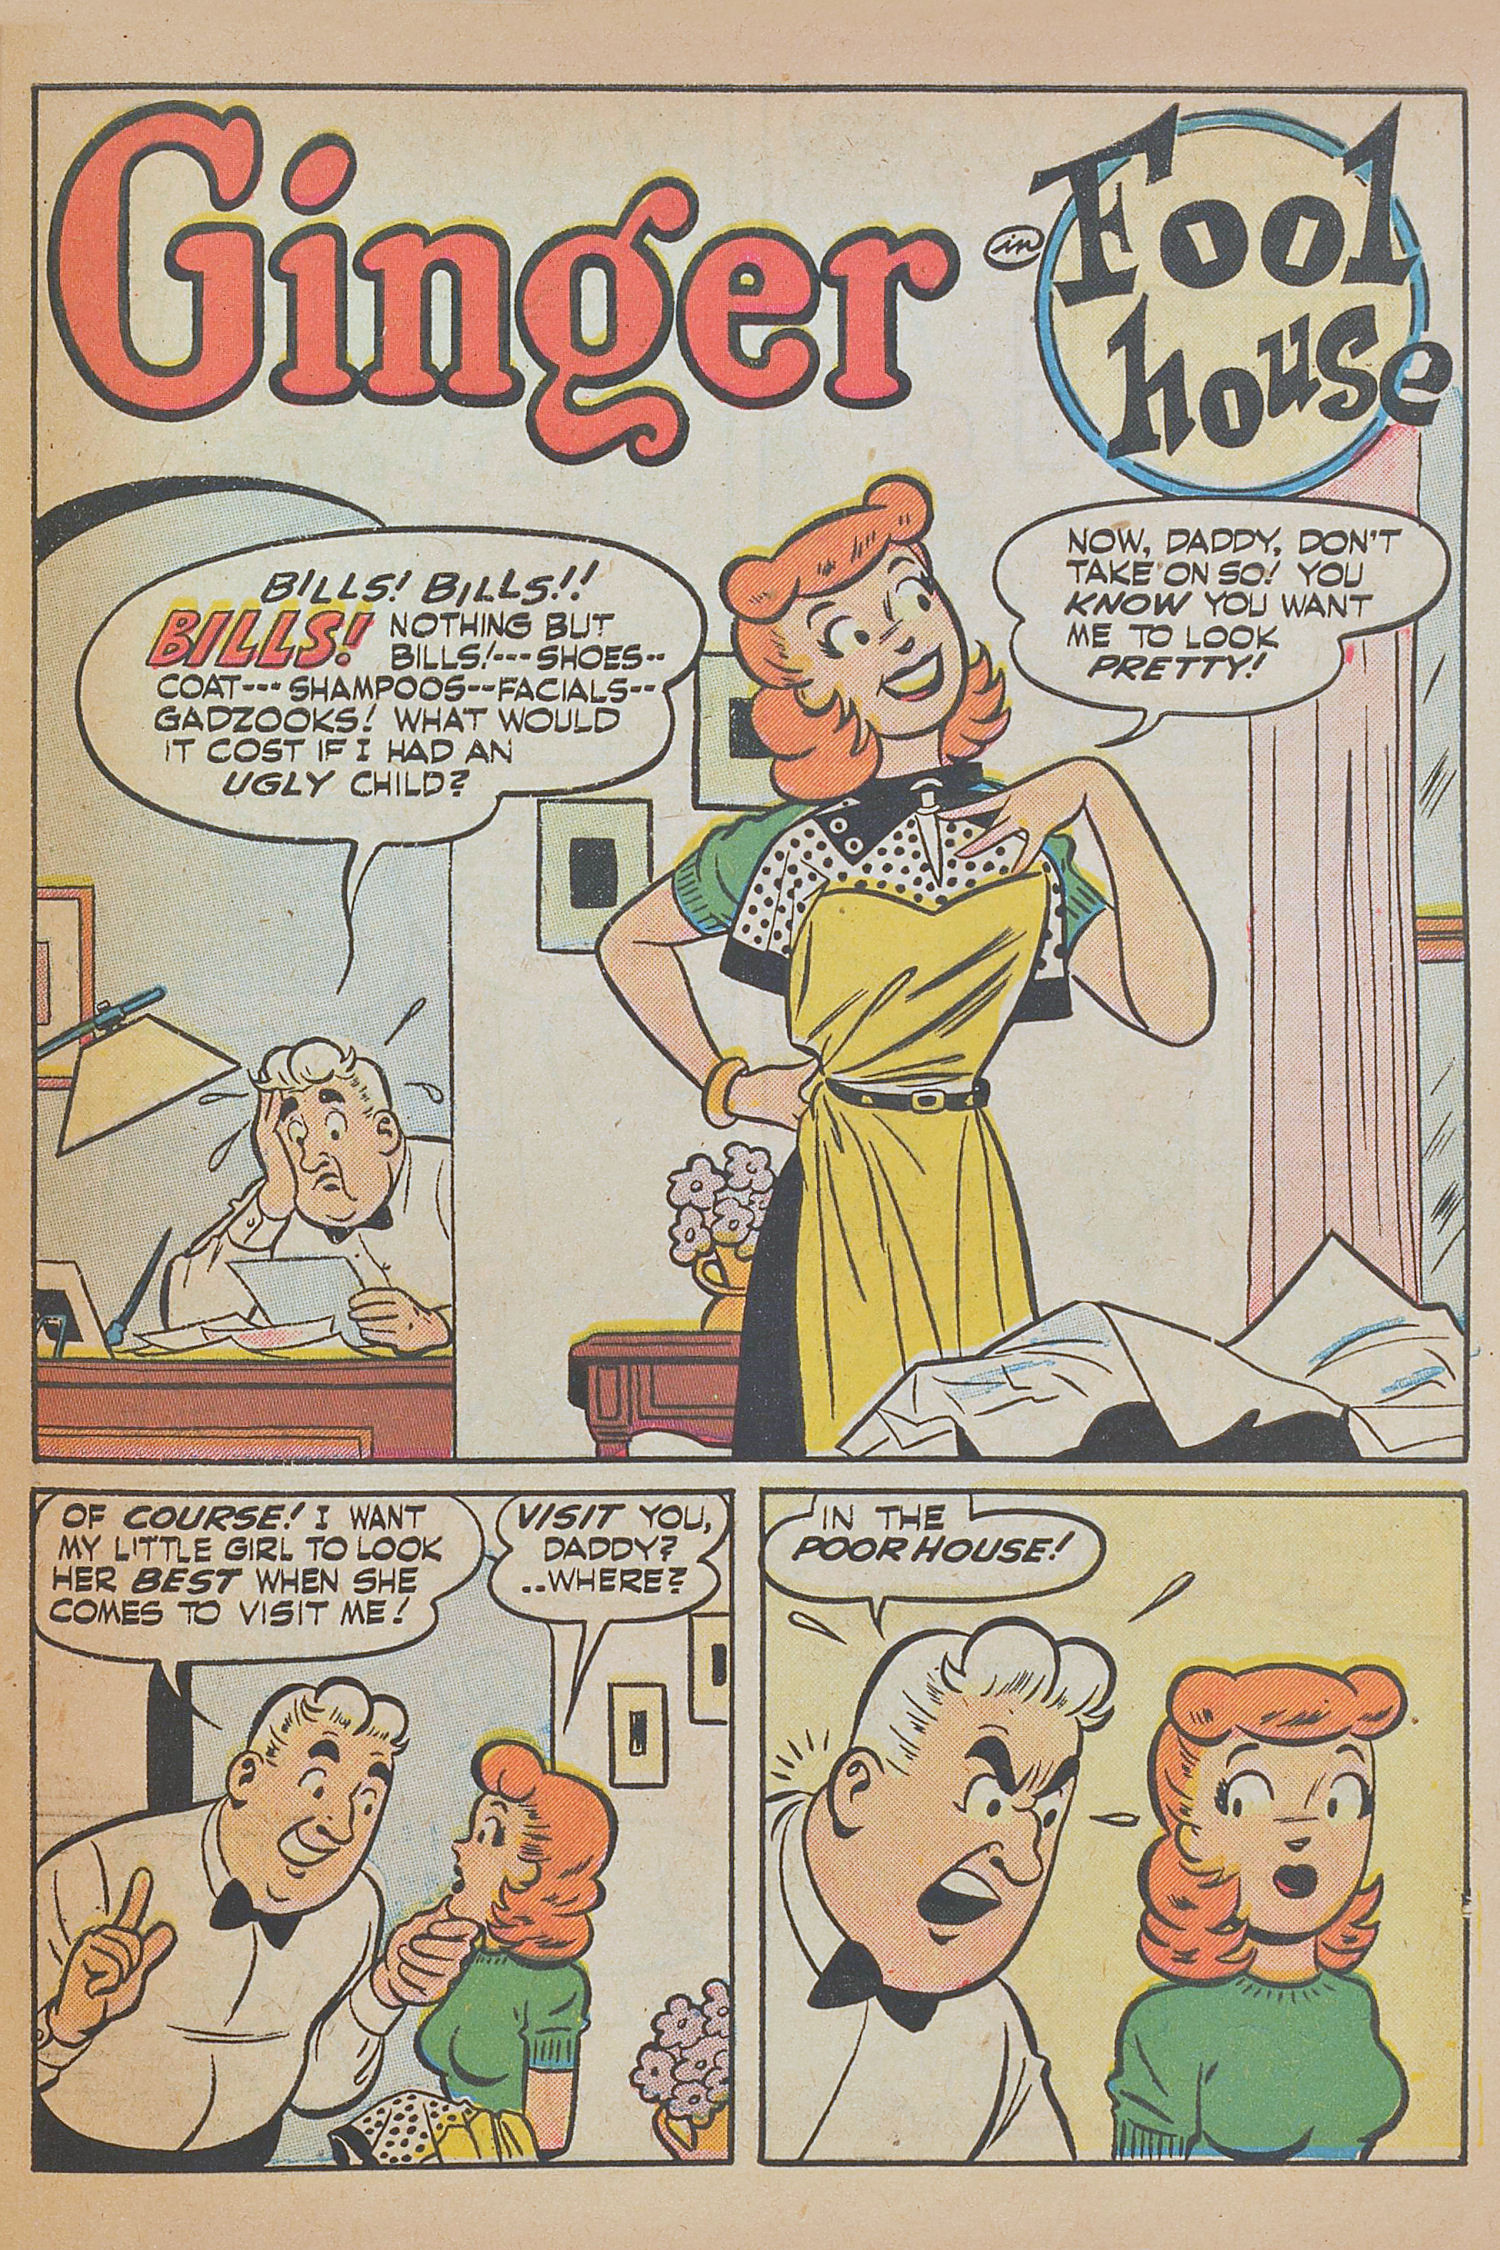 Ginger
in
Fool
house
BILLS! BILLS!!
BILLS! NOTHING BUT
BILLS!---SHOES--
COAT---SHAMPOOS--FACIALS--
GADZOOKS! WHAT WOULD
IT COST IF I HAD AN
UGLY CHILD?
NOW, DADDY, DON'T
TAKE ON SO! YOU
KNOW YOU WANT
ME TO LOOK
PRETTY!
OF COURSE! I WANT
MY LITTLE GIRL TO LOOK
HER BEST WHEN SHE
COMES TO VISIT ME!
VISIT YOU,
DADDY?
..WHERE?
IN THE
POOR HOUSE!